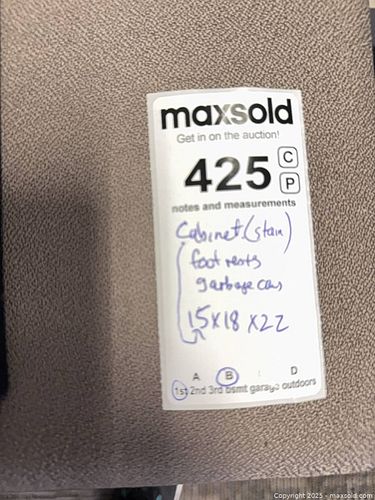 maxsold
Get in on the auction!
425
C
P
notes and measurements
Cabinet (stain)
foot rests
garbage cans
15x18 x22
A B D
1st 2nd 3rd bsmt garage outdoors
Copyright 2025 - maxsold.com